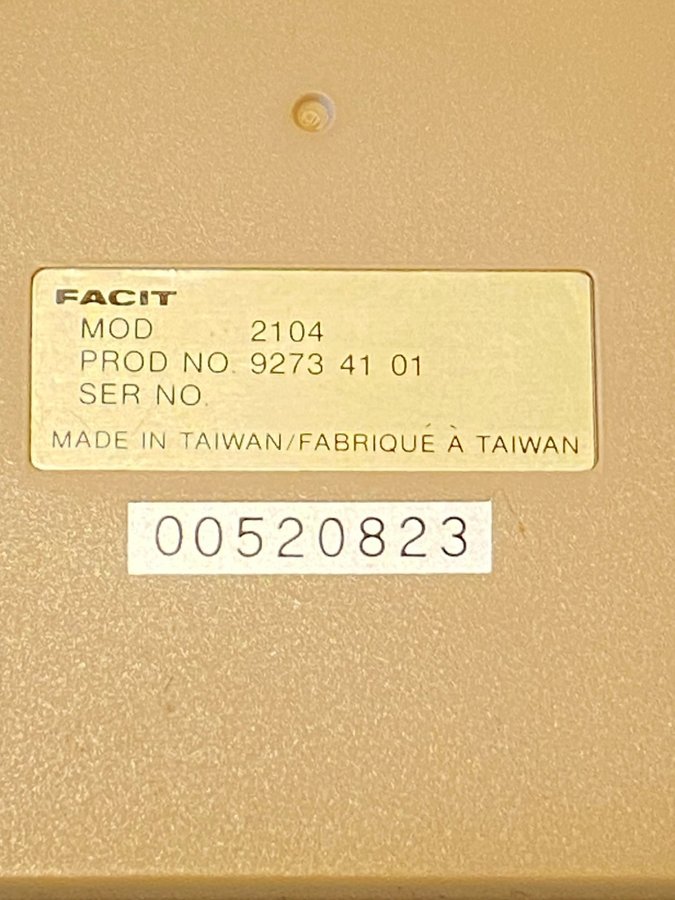 FACIT
MOD 2104
PROD NO. 9273 41 01
SER NO.
MADE IN TAIWAN/FABRIQUÉ À TAIWAN
00520823